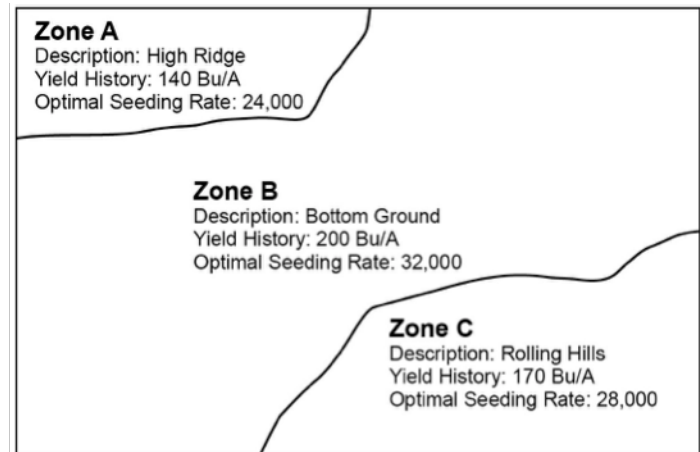 Zone A
Description: High Ridge
Yield History: 140 Bu/A
Optimal Seeding Rate: 24,000
Zone B
Description: Bottom Ground
Yield History: 200 Bu/A
Optimal Seeding Rate: 32,000
Zone C
Description: Rolling Hills
Yield History: 170 Bu/A
Optimal Seeding Rate: 28,000